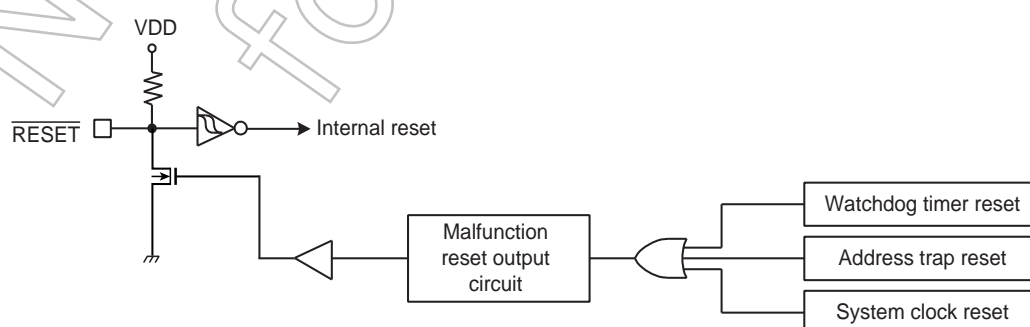 VDD
RESET
Internal reset
Watchdog timer reset
Malfunction
reset output
circuit
Address trap reset
System clock reset